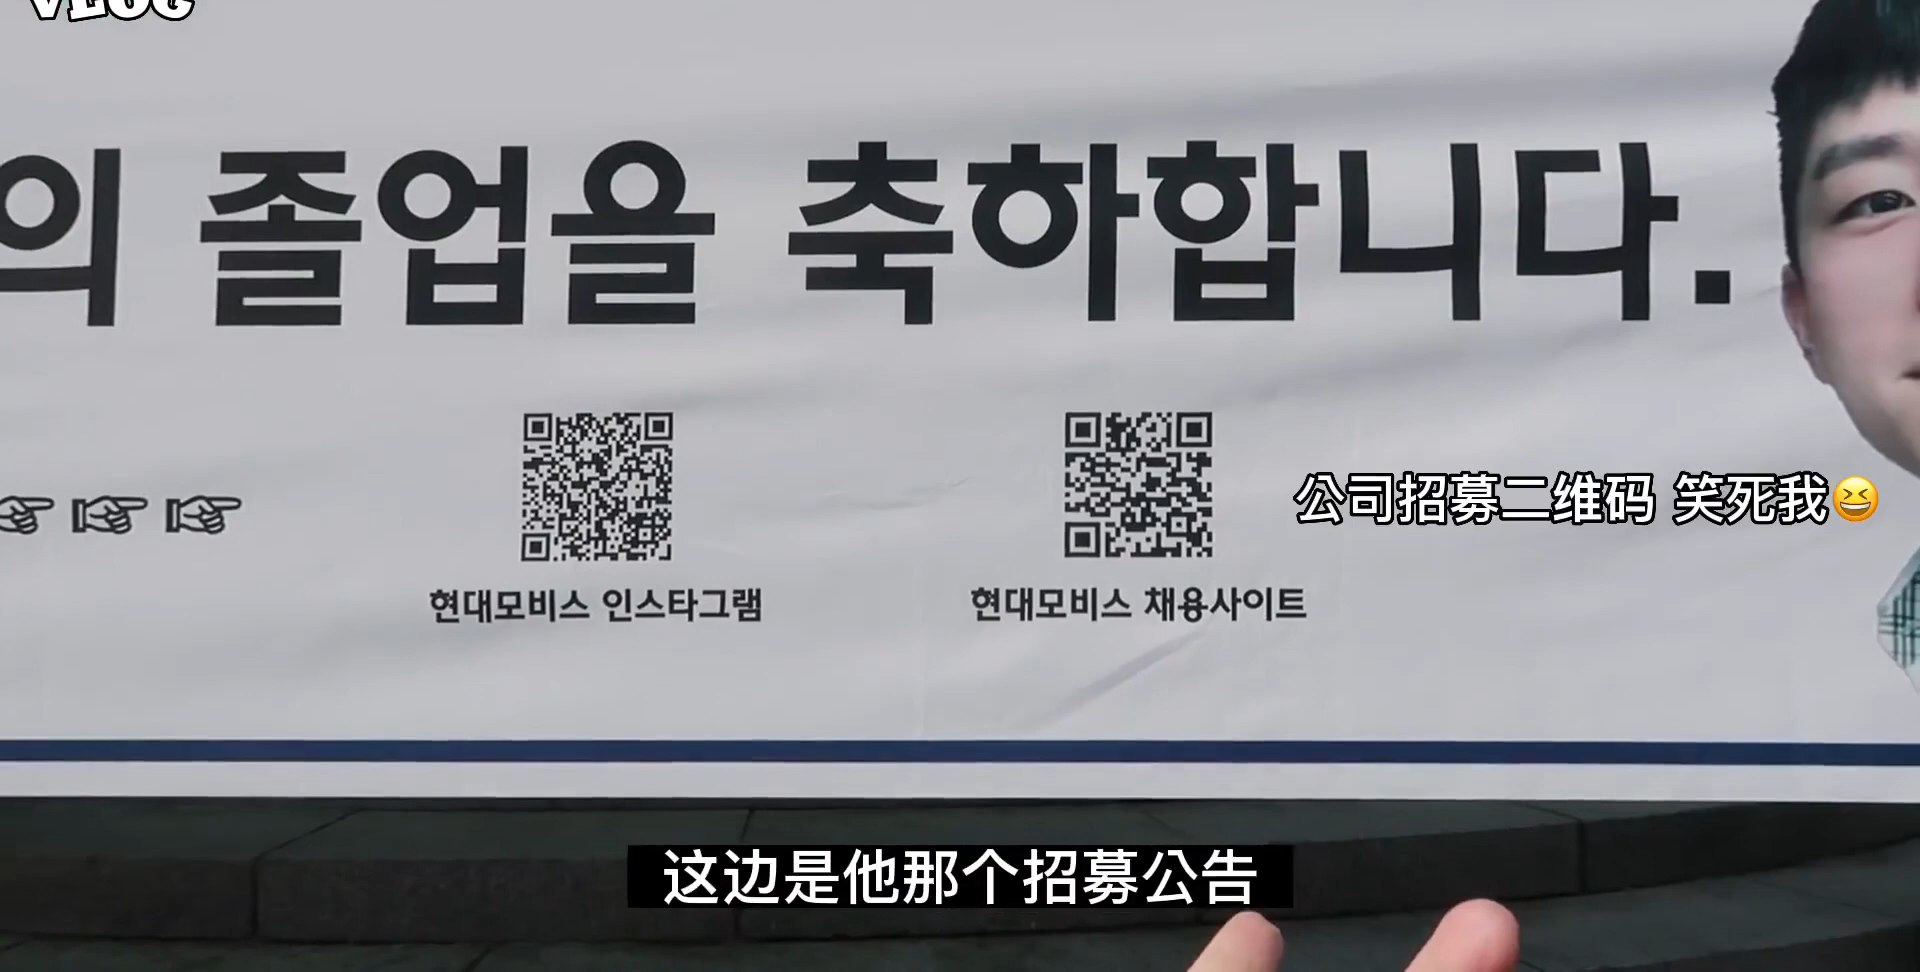 VLOG
의 졸업을 축하합니다.
公司招募二维码 笑死我😆
현대모비스 인스타그램
현대모비스 채용사이트
这边是他那个招募公告